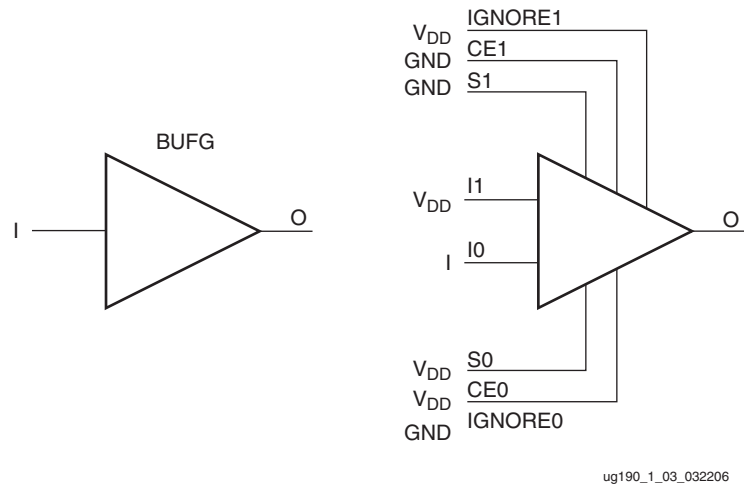 BUFG
I
O
VDD IGNORE1
GND CE1
GND S1
VDD I1
I I0
O
VDD S0
VDD CE0
GND IGNORE0
ug190_1_03_032206